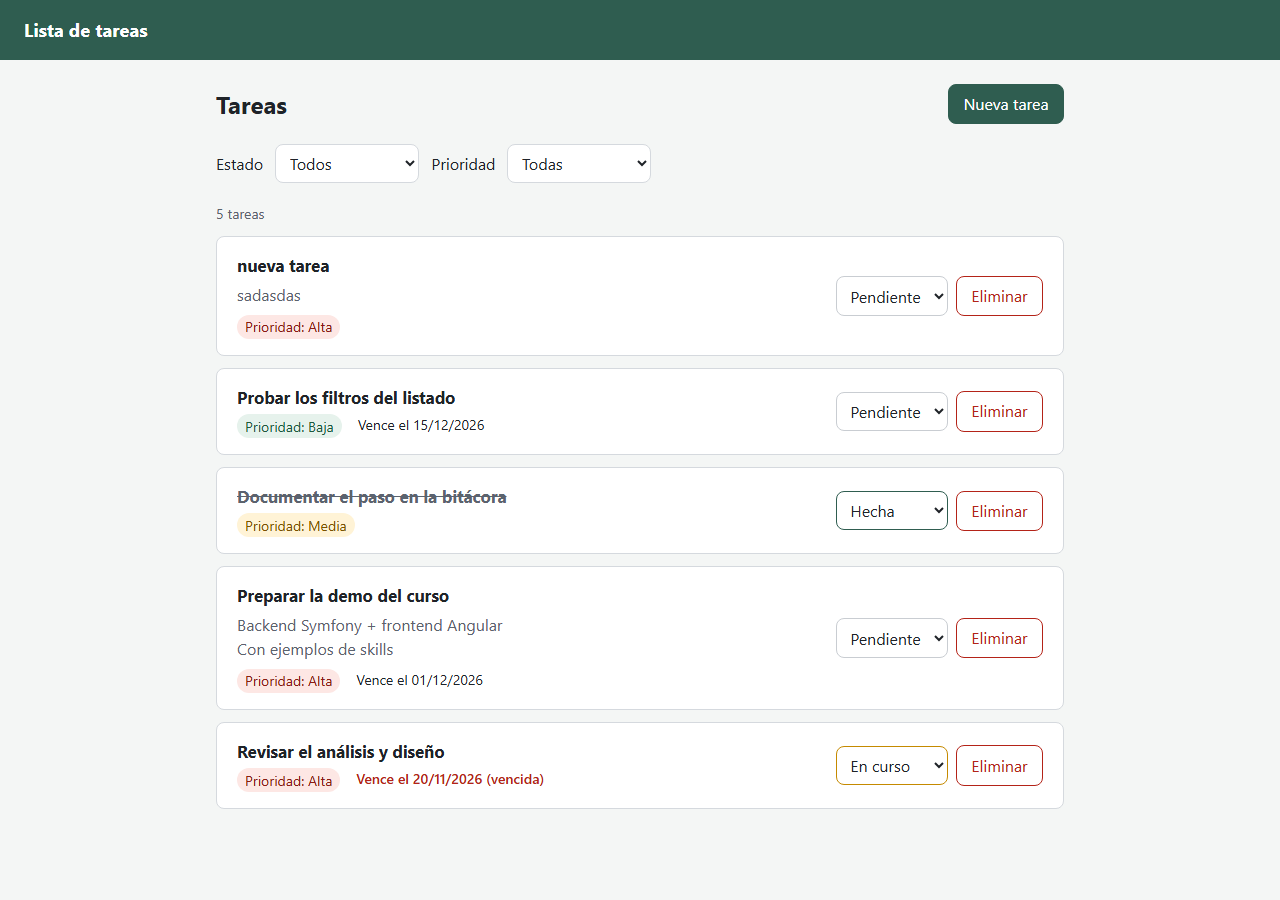 Lista de tareas
Tareas
Nueva tarea
Estado Todos Prioridad Todas
5 tareas
nueva tarea
sadasdas
Prioridad: Alta
Pendiente Eliminar
Probar los filtros del listado
Prioridad: Baja Vence el 15/12/2026
Pendiente Eliminar
Documentar el paso en la bitácora
Prioridad: Media
Hecha Eliminar
Preparar la demo del curso
Backend Symfony + frontend Angular
Con ejemplos de skills
Prioridad: Alta Vence el 01/12/2026
Pendiente Eliminar
Revisar el análisis y diseño
Prioridad: Alta Vence el 20/11/2026 (vencida)
En curso Eliminar